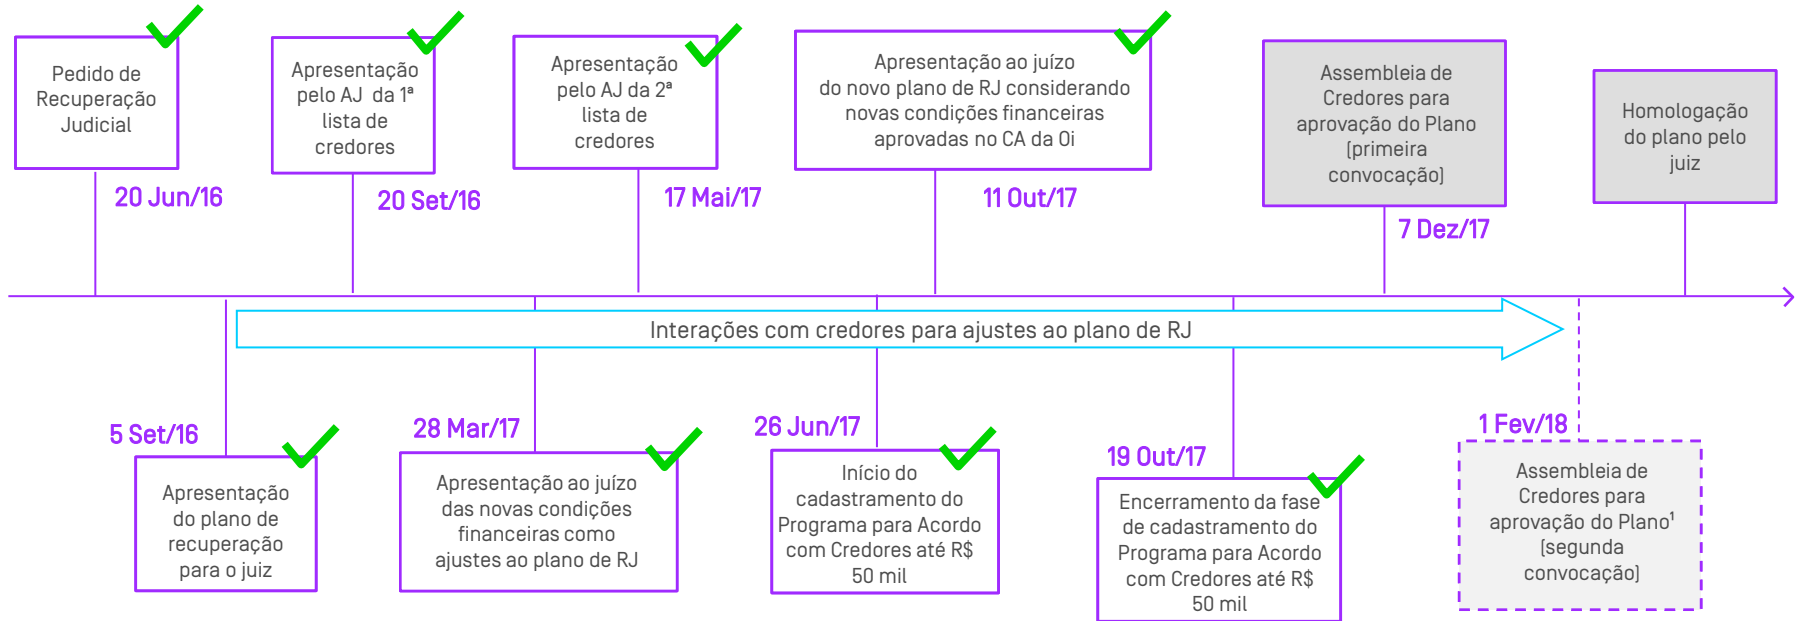 Pedido de
Recuperação
Judicial
20 Jun/16
Apresentação
pelo AJ da 1ª
lista de
credores
20 Set/16
Apresentação
pelo AJ da 2ª
lista de
credores
17 Mai/17
Apresentação ao juízo
do novo plano de RJ considerando
novas condições financeiras
aprovadas no CA da Oi
11 Out/17
Assembleia de
Credores para
aprovação do Plano
(primeira
convocação)
7 Dez/17
Homologação
do plano pelo
juiz
Interações com credores para ajustes ao plano de RJ
5 Set/16
Apresentação
do plano de
recuperação
para o juiz
28 Mar/17
Apresentação ao juízo
das novas condições
financeiras como
ajustes ao plano de RJ
26 Jun/17
Início do
cadastramento do
Programa para Acordo
com Credores até R$
50 mil
19 Out/17
Encerramento da fase
de cadastramento do
Programa para Acordo
com Credores até R$
50 mil
1 Fev/18
Assembleia de
Credores para
aprovação do Plano¹
(segunda
convocação)